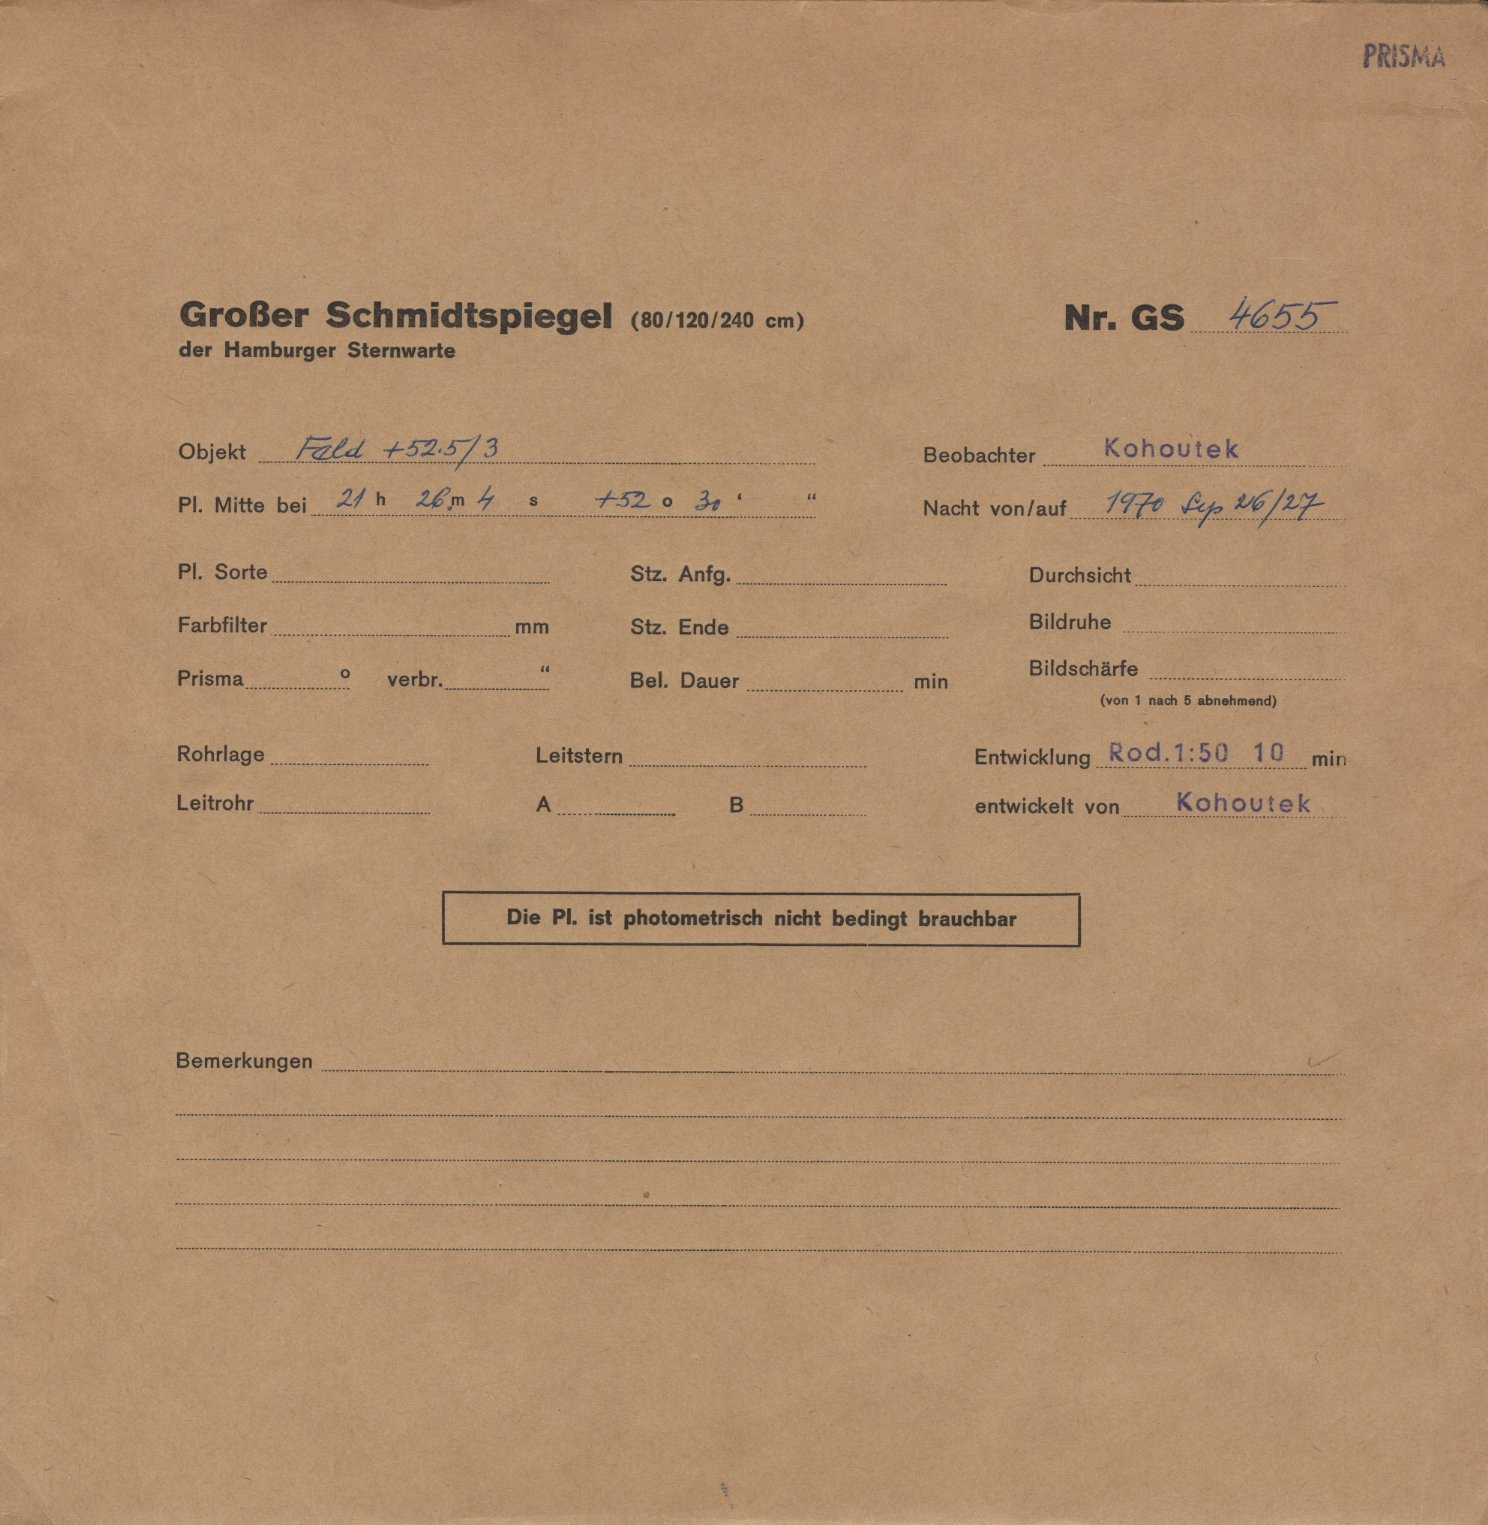 PRISMA
Großer Schmidtspiegel (80/120/240 cm) Nr. GS 4655
der Hamburger Sternwarte
Objekt Feld +52.5/3 Beobachter Kohoutek
Pl. Mitte bei 21 h 26. m 4 s +52 o 30 ‘ “ Nacht von/auf 1970 Sep 26/27
Pl. Sorte Stz. Anfg. Durchsicht
Farbfilter mm Stz. Ende Bildruhe
Prisma o verbr. “ Bel. Dauer min Bildschärfe
(von 1 nach 5 abnehmend)
Rohrlage Leitstern Entwicklung Rod.1:50 10 min
Leitrohr A B entwickelt von Kohoutek
Die Pl. ist photometrisch nicht bedingt brauchbar
Bemerkungen